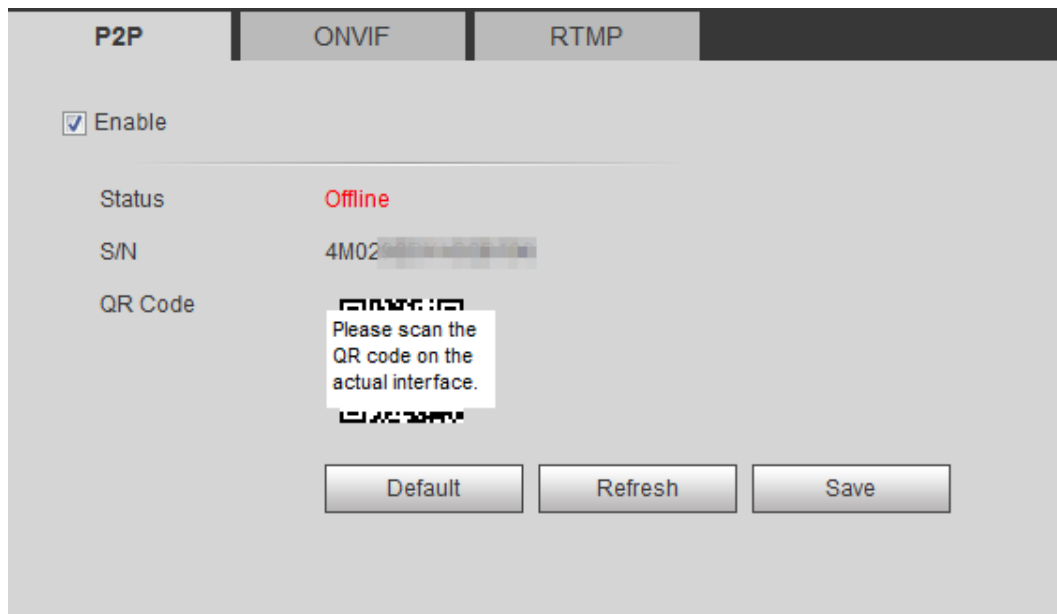 P2P ONVIF RTMP
Enable
Status Offline
S/N 4M02
QR Code
Please scan the
QR code on the
actual interface.
Default Refresh Save